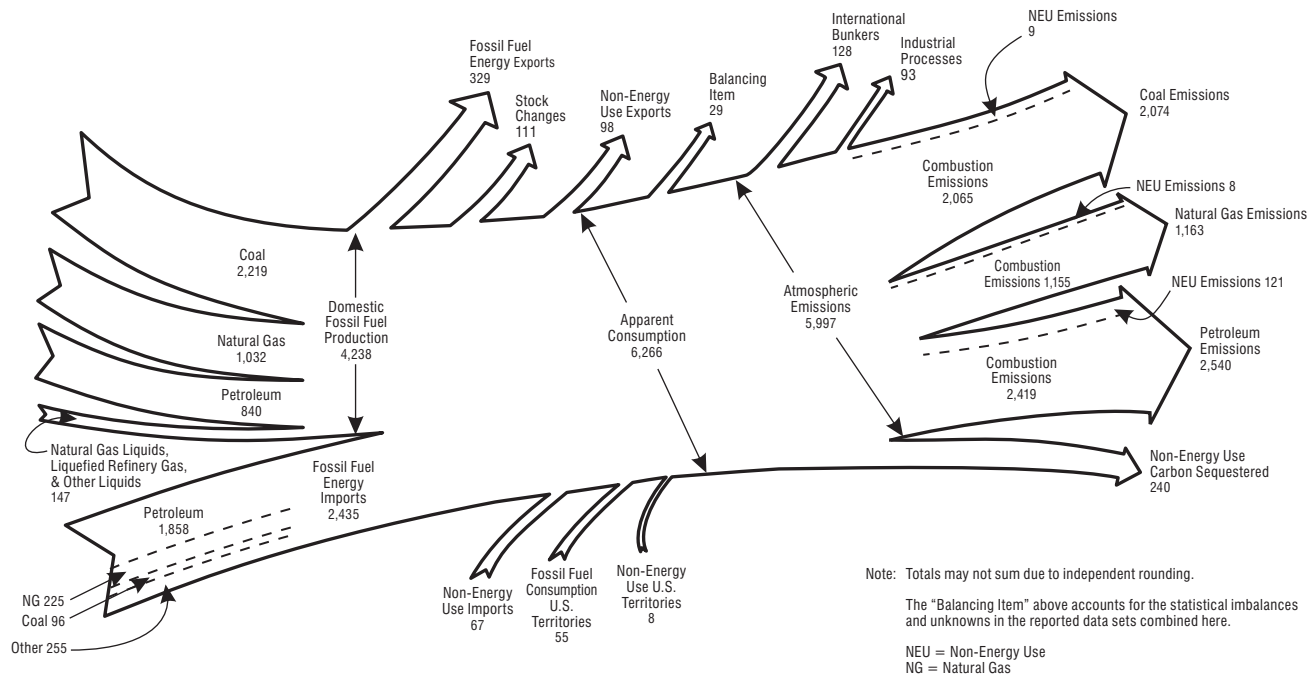 Fossil Fuel
Energy Exports
329
Stock
Changes
111
Non-Energy
Use Exports
98
Balancing
Item
29
International
Bunkers
128
Industrial
Processes
93
NEU Emissions
9
Coal Emissions
2,074
Combustion
Emissions
2,065
NEU Emissions 8
Natural Gas Emissions
1,163
Combustion
Emissions 1,155
NEU Emissions 121
Petroleum
Emissions
2,540
Combustion
Emissions
2,419
Non-Energy Use
Carbon Sequestered
240
Coal
2,219
Natural Gas
1,032
Petroleum
840
Natural Gas Liquids,
Liquefied Refinery Gas,
& Other Liquids
147
Domestic
Fossil Fuel
Production
4,238
Apparent
Consumption
6,266
Atmospheric
Emissions
5,997
Fossil Fuel
Energy
Imports
2,435
Petroleum
1,858
NG 225
Coal 96
Other 255
Non-Energy
Use Imports
67
Fossil Fuel
Consumption
U.S.
Territories
55
Non-Energy
Use U.S.
Territories
8
Note: Totals may not sum due to independent rounding.
The “Balancing Item” above accounts for the statistical imbalances
and unknowns in the reported data sets combined here.
NEU = Non-Energy Use
NG = Natural Gas